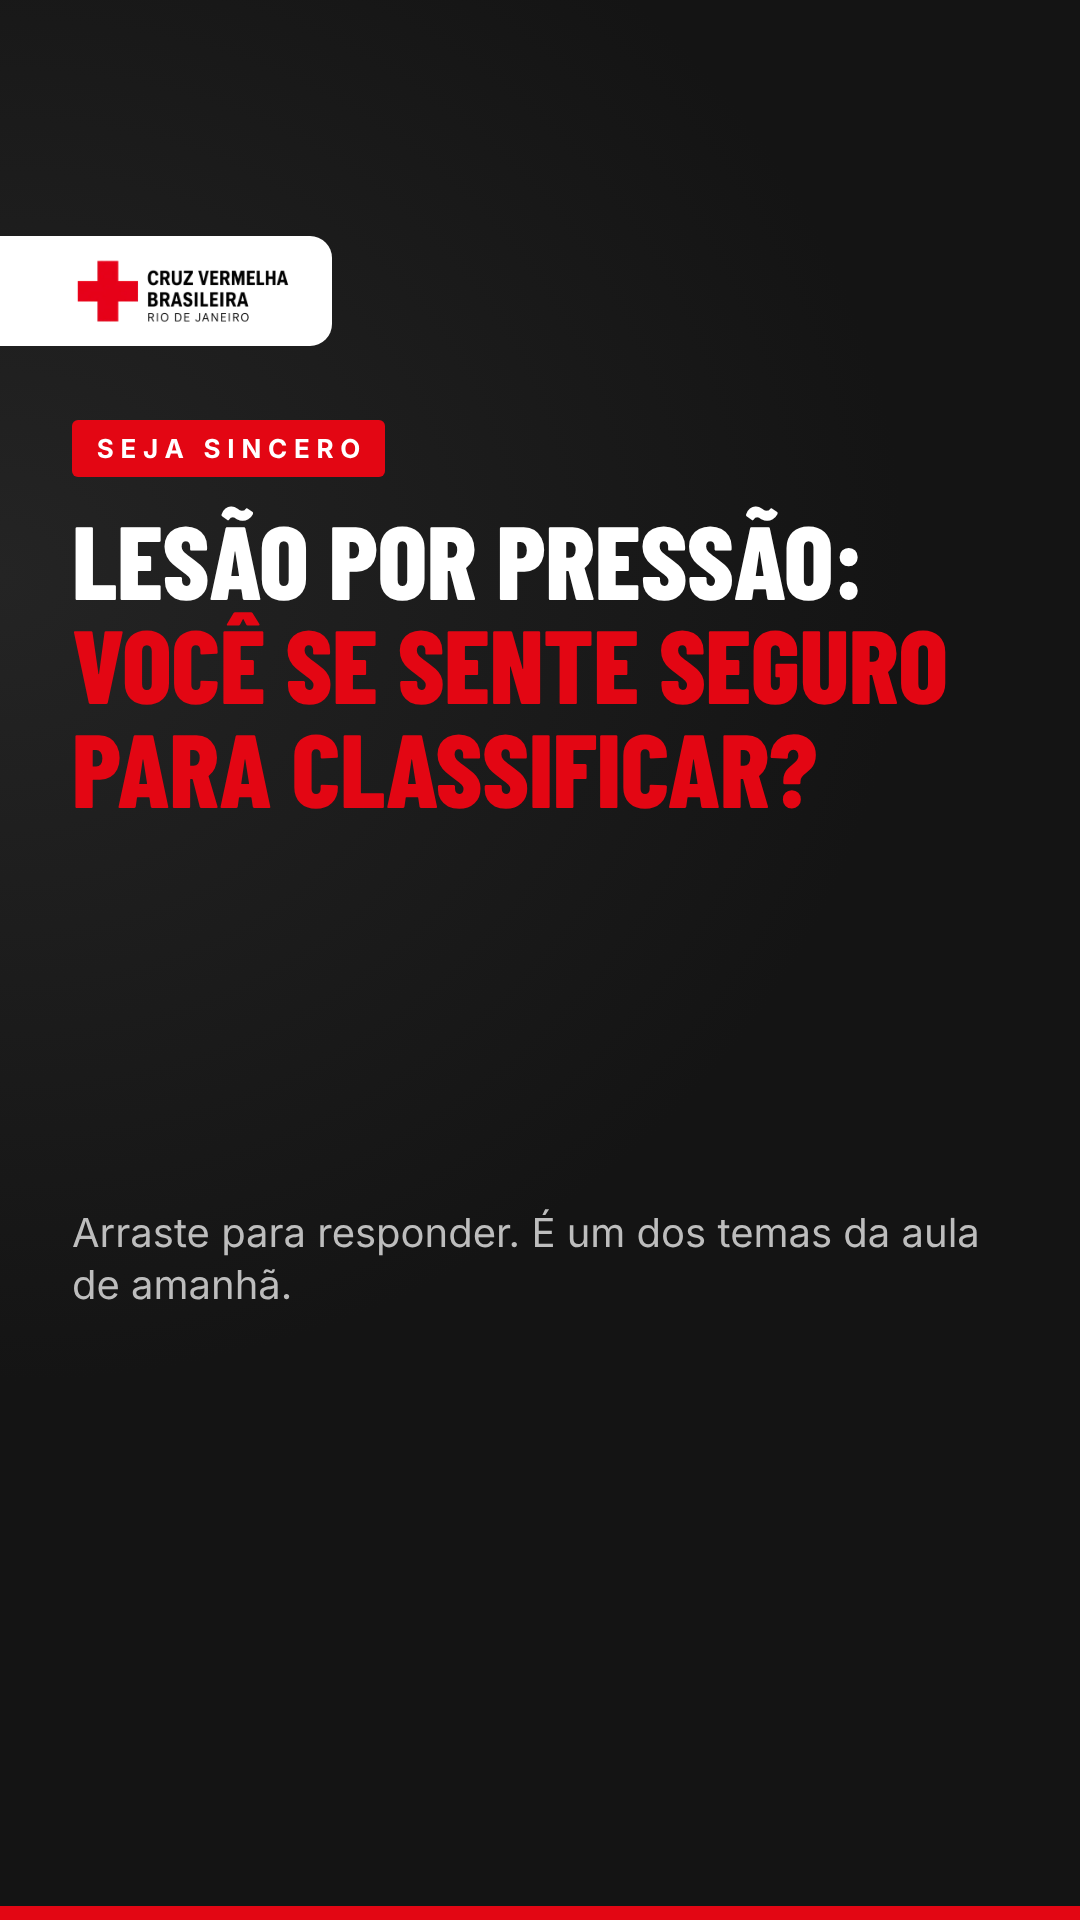 CRUZ VERMELHA
BRASILEIRA
RIO DE JANEIRO
SEJA SINCERO
LESÃO POR PRESSÃO:
VOCÊ SE SENTE SEGURO
PARA CLASSIFICAR?
Arraste para responder. É um dos temas da aula
de amanhã.